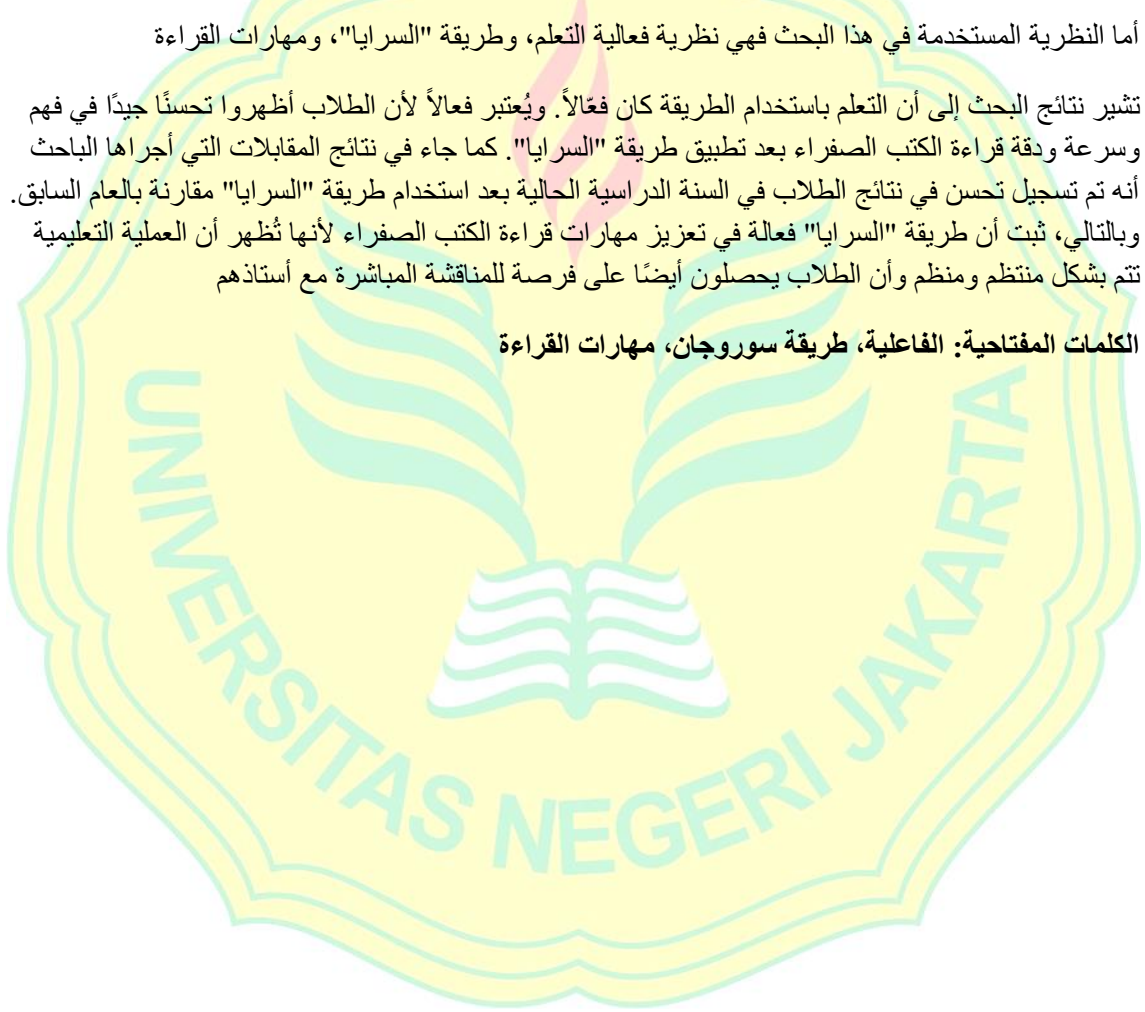 أما النظرية المستخدمة في هذا البحث فهي نظرية فعالية التعلم، وطريقة "السرايا"، ومهارات القراءة
تشير نتائج البحث إلى أن التعلم باستخدام الطريقة كان فعّالاً. ويُعتبر فعالاً لأن الطلاب أظهروا تحسنًا جيدًا في فهم
وسرعة ودقة قراءة الكتب الصفراء بعد تطبيق طريقة "السرايا". كما جاء في نتائج المقابلات التي أجراها الباحث
أنه تم تسجيل تحسن في نتائج الطلاب في السنة الدراسية الحالية بعد استخدام طريقة "السرايا" مقارنة بالعام السابق.
وبالتالي، ثبت أن طريقة "السرايا" فعالة في تعزيز مهارات قراءة الكتب الصفراء لأنها تُظهر أن العملية التعليمية
تتم بشكل منتظم ومنظم وأن الطلاب يحصلون أيضًا على فرصة للمناقشة المباشرة مع أستاذهم
الكلمات المفتاحية: الفاعلية، طريقة سوروجان، مهارات القراءة
UNIVERSITAS NEGERI JAKARTA